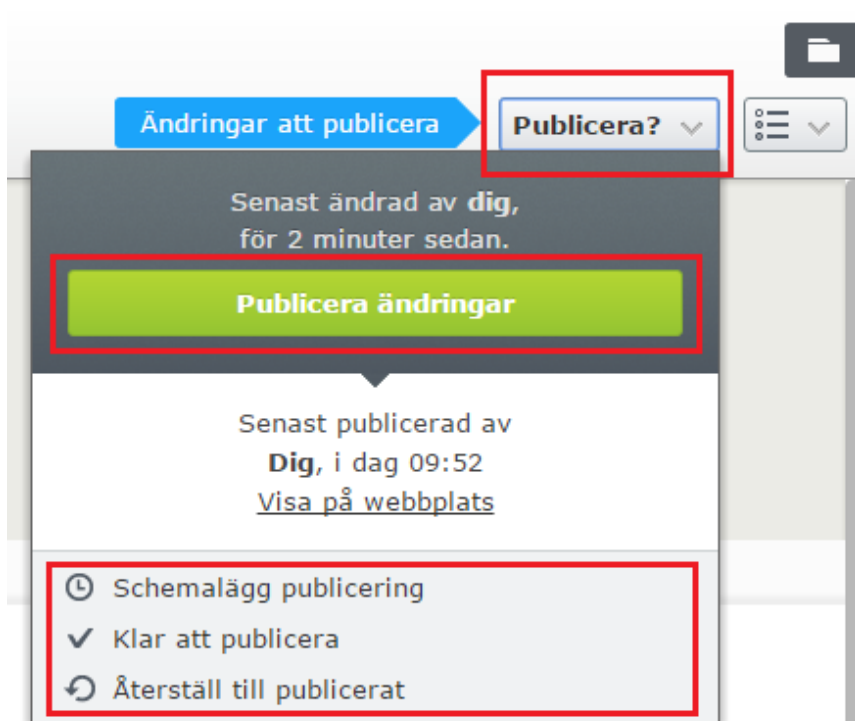 Ändringar att publicera
Publicera?
Senast ändrad av dig,
för 2 minuter sedan.
Publicera ändringar
Senast publicerad av
Dig, i dag 09:52
Visa på webbplats
Schemalägg publicering
Klar att publicera
Återställ till publicerat